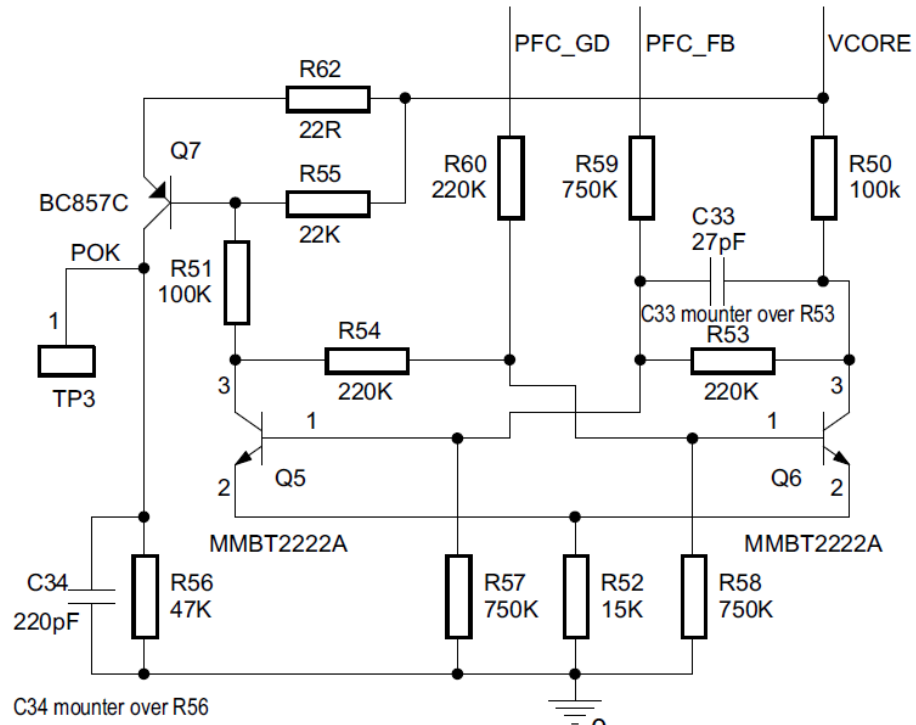 PFC_GD
PFC_FB
VCORE
R62
22R
Q7
R55
22K
BC857C
R60
220K
R59
750K
R50
100k
C33
27pF
POK
R51
100K
C33 mounter over R53
1
R54
220K
R53
220K
TP3
3
3
1
1
Q5
Q6
2
2
MMBT2222A
MMBT2222A
C34
220pF
R56
47K
R57
750K
R52
15K
R58
750K
C34 mounter over R56